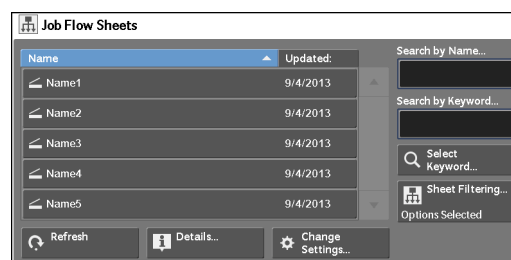 Job Flow Sheets
Name Updated:
Name1 9/4/2013
Name2 9/4/2013
Name3 9/4/2013
Name4 9/4/2013
Name5 9/4/2013
Refresh
Details...
Change
Settings...
Search by Name...
Search by Keyword...
Select
Keyword...
Sheet Filtering...
Options Selected